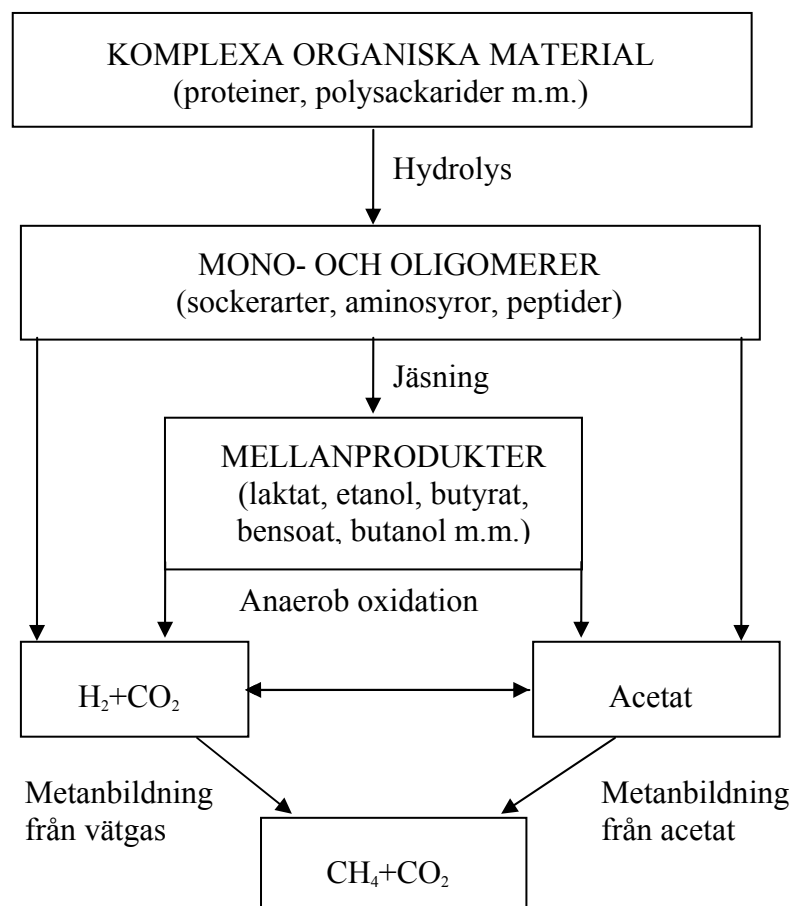 KOMPLEXA ORGANISKA MATERIAL
(proteiner, polysackarider m.m.)
Hydrolys
MONO- OCH OLIGOMERER
(sockerarter, aminosyror, peptider)
Jäsning
MELLANPRODUKTER
(laktat, etanol, butyrat,
bensoat, butanol m.m.)
Anaerob oxidation
H₂+CO₂
Acetat
Metanbildning
från vätgas
Metanbildning
från acetat
CH₄+CO₂